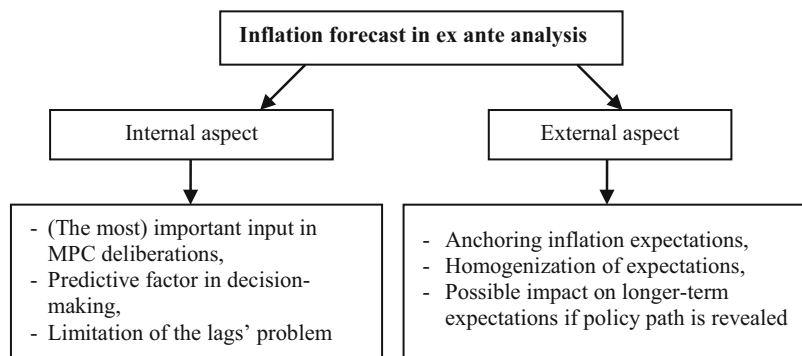 Inflation forecast in ex ante analysis
Internal aspect
External aspect
- (The most) important input in
MPC deliberations,
- Predictive factor in decision-
making,
- Limitation of the lags’ problem
- Anchoring inflation expectations,
- Homogenization of expectations,
- Possible impact on longer-term
expectations if policy path is revealed